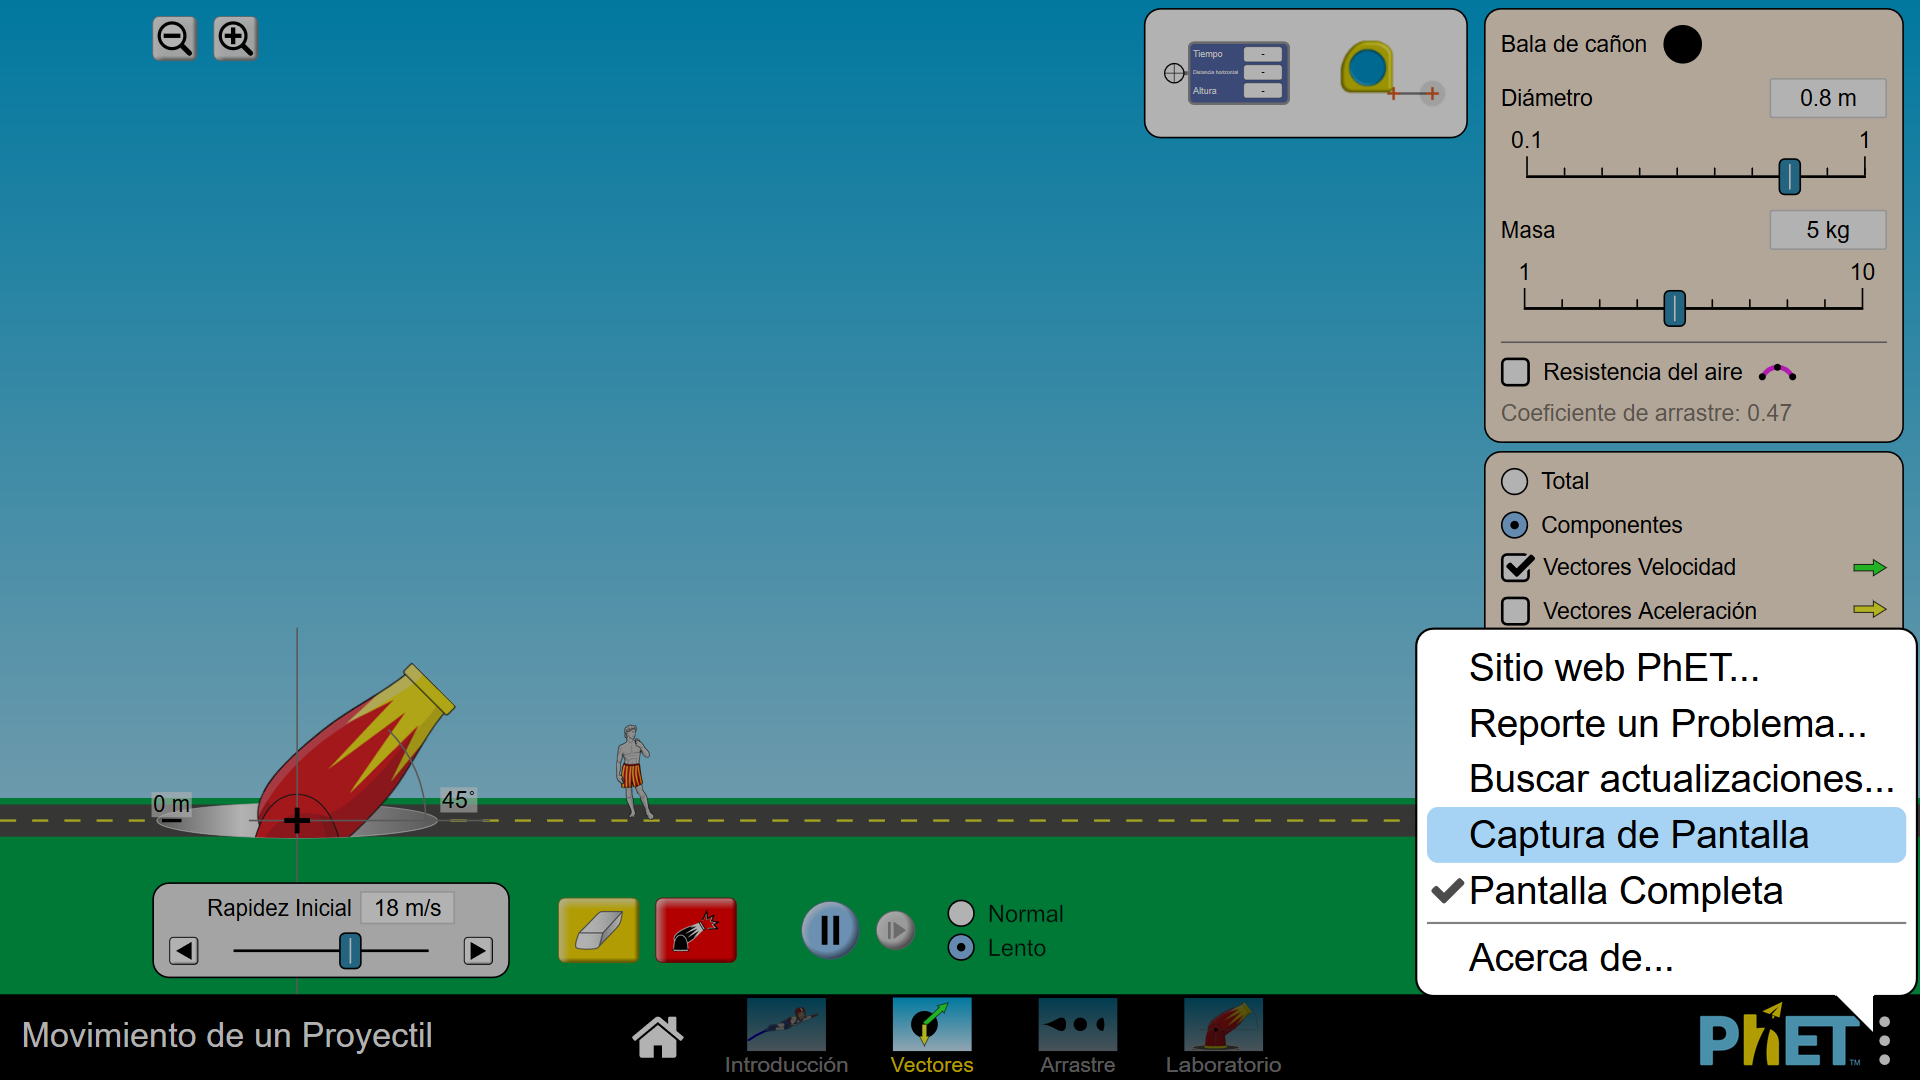 Tiempo -
Distancia horizontal -
Altura -
Bala de cañon
Diámetro 0.8 m
0.1 1
Masa 5 kg
1 10
Resistencia del aire
Coeficiente de arrastre: 0.47
Total
Componentes
Vectores Velocidad
Vectores Aceleración
Sitio web PhET...
Reporte un Problema...
Buscar actualizaciones...
Captura de Pantalla
Pantalla Completa
Acerca de...
0 m
45°
Rapidez Inicial 18 m/s
Normal
Lento
Movimiento de un Proyectil
Introducción
Vectores
Arrastre
Laboratorio
PhET™